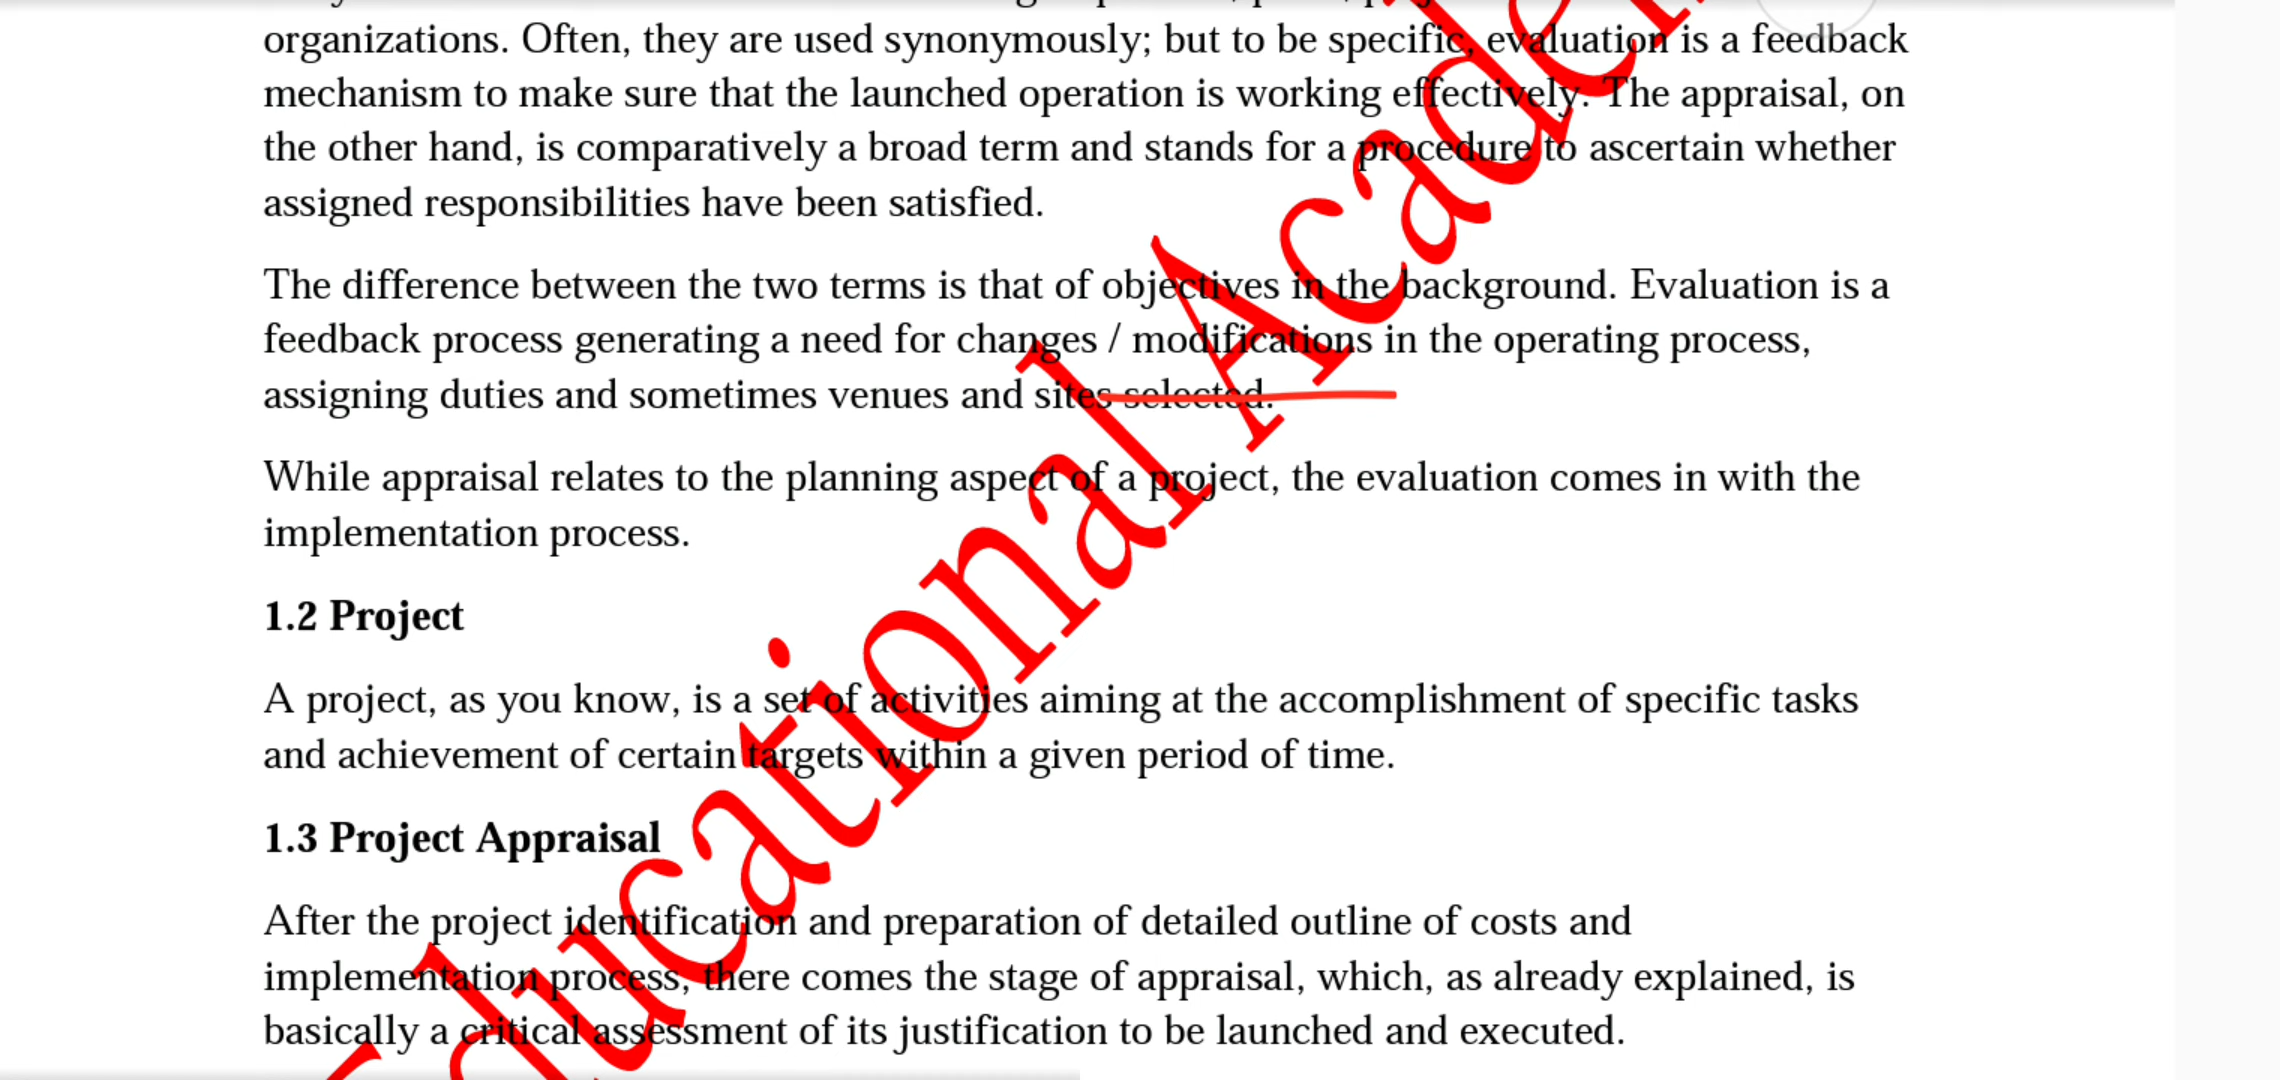 organizations. Often, they are used synonymously; but to be specific, evaluation is a feedback
mechanism to make sure that the launched operation is working effectively. The appraisal, on
the other hand, is comparatively a broad term and stands for a procedure to ascertain whether
assigned responsibilities have been satisfied.
The difference between the two terms is that of objectives in the background. Evaluation is a
feedback process generating a need for changes / modifications in the operating process,
assigning duties and sometimes venues and sites selected.
While appraisal relates to the planning aspect of a project, the evaluation comes in with the
implementation process.
1.2 Project
A project, as you know, is a set of activities aiming at the accomplishment of specific tasks
and achievement of certain targets within a given period of time.
1.3 Project Appraisal
After the project identification and preparation of detailed outline of costs and
implementation process, there comes the stage of appraisal, which, as already explained, is
basically a critical assessment of its justification to be launched and executed.
Educational